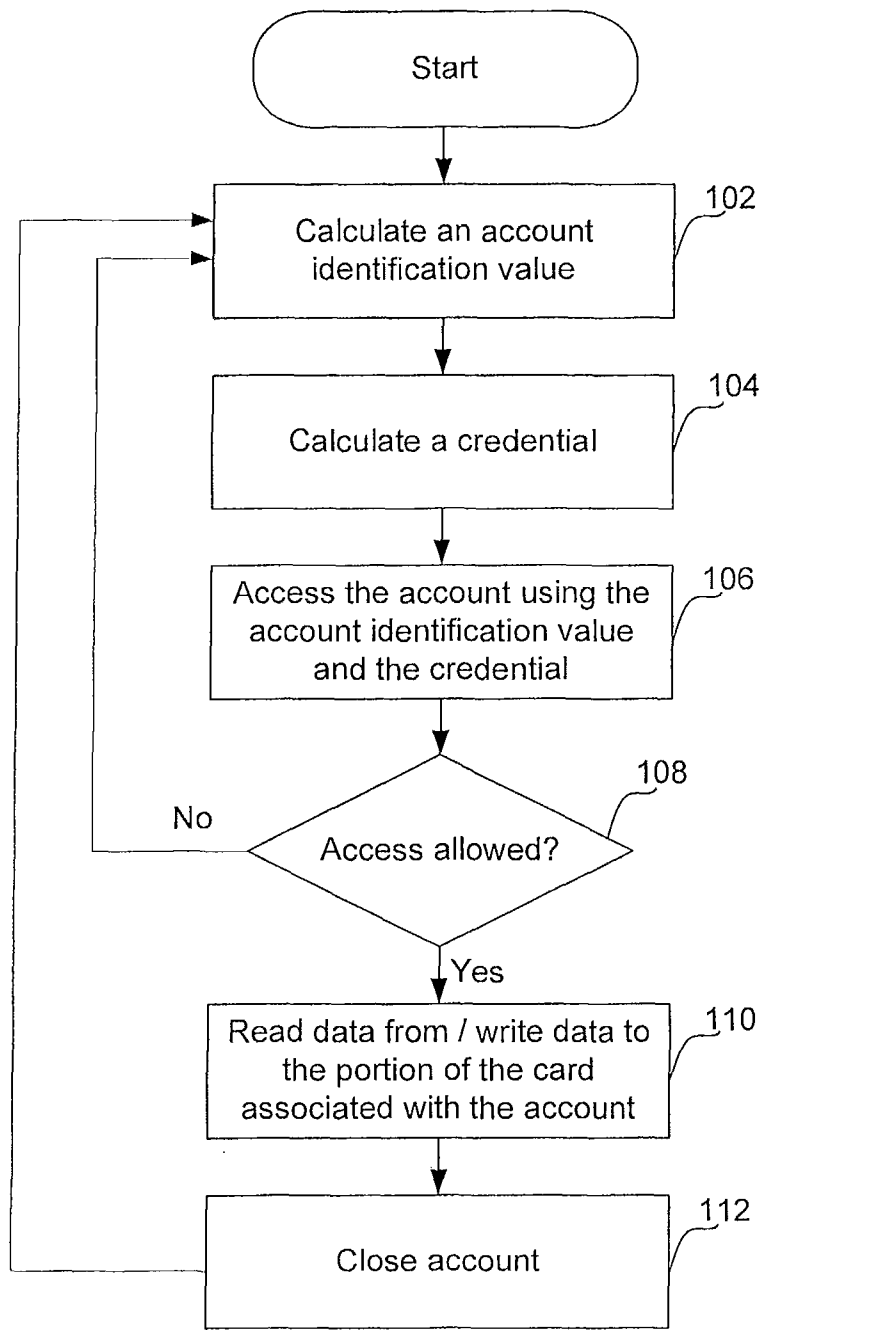 Start
102
Calculate an account
identification value
104
Calculate a credential
106
Access the account using the
account identification value
and the credential
108
No
Access allowed?
Yes
110
Read data from / write data to
the portion of the card
associated with the account
112
Close account